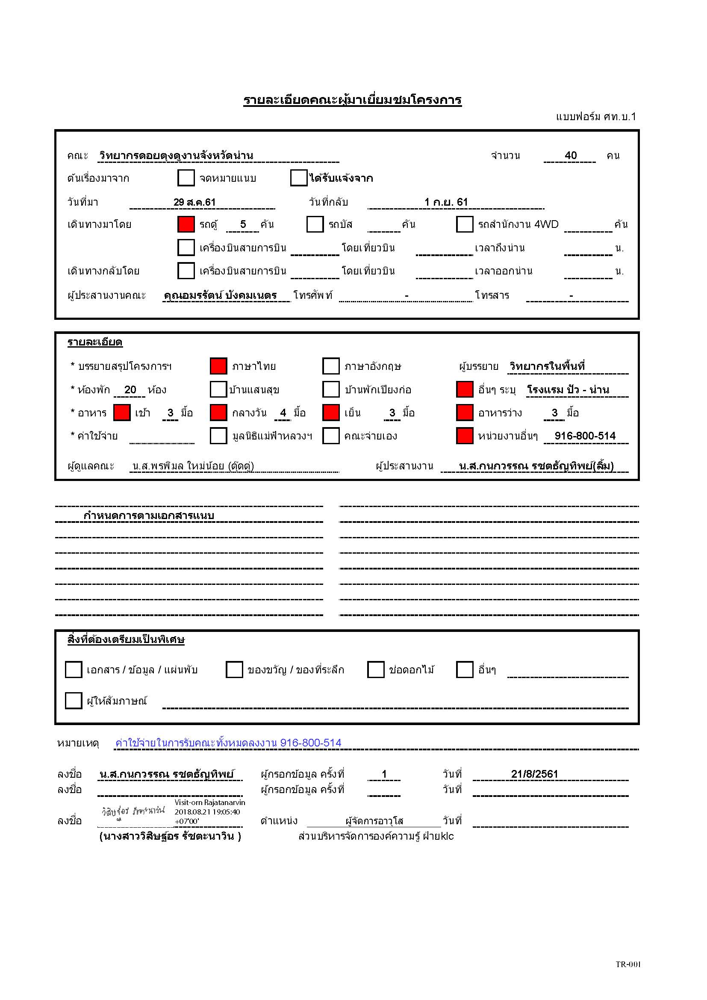 รายละเอียดคณะผู้มาเยี่ยมชมโครงการ
แบบฟอร์ม ศท.บ.1
คณะ วิทยากรดอยตุงดูงานจังหวัดน่าน จำนวน 40 คน
ต้นเรื่องมาจาก จดหมายแนบ ได้รับแจ้งจาก
วันที่มา 29 ส.ค.61 วันที่กลับ 1 ก.ย. 61
เดินทางมาโดย รถตู้ 5 คัน รถบัส คัน รถสำนักงาน 4WD คัน
เครื่องบินสายการบิน โดยเที่ยวบิน เวลาถึงน่าน น.
เดินทางกลับโดย เครื่องบินสายการบิน โดยเที่ยวบิน เวลาออกน่าน น.
ผู้ประสานงานคณะ คุณอมรรัตน์ บังคมเนตร โทรศัพท์ - โทรสาร -
รายละเอียด
* บรรยายสรุปโครงการฯ ภาษาไทย ภาษาอังกฤษ ผู้บรรยาย วิทยากรในพื้นที่
* ห้องพัก 20 ห้อง บ้านแสนสุข บ้านพักเปียงก่อ อื่นๆ ระบุ โรงแรม ปัว - น่าน
* อาหาร เช้า 3 มื้อ กลางวัน 4 มื้อ เย็น 3 มื้อ อาหารว่าง 3 มื้อ
* ค่าใช้จ่าย มูลนิธิแม่ฟ้าหลวงฯ คณะจ่ายเอง หน่วยงานอื่นๆ 916-800-514
ผู้ดูแลคณะ น.ส.พรพิมล ใหม่น้อย (ตุ๊ดตู่) ผู้ประสานงาน น.ส.กนกวรรณ รชตธัญทิพย์(ลิ้ม)
กำหนดการตามเอกสารแนบ
สิ่งที่ต้องเตรียมเป็นพิเศษ
เอกสาร / ข้อมูล / แผ่นพับ ของขวัญ / ของที่ระลึก ช่อดอกไม้ อื่นๆ
ผู้ให้สัมภาษณ์
หมายเหตุ ค่าใช้จ่ายในการรับคณะทั้งหมดลงงาน 916-800-514
ลงชื่อ น.ส.กนกวรรณ รชตธัญทิพย์ ผู้กรอกข้อมูล ครั้งที่ 1 วันที่ 21/8/2561
ลงชื่อ ผู้กรอกข้อมูล ครั้งที่ วันที่
วิสิษฐ์อร รัชตะนาวิน Visit-orn Rajatanarvin
2018.08.21 19:05:40
+07'00'
ลงชื่อ ตำแหน่ง ผู้จัดการอาวุโส วันที่
(นางสาววิสิษฐ์อร รัชตะนาวิน ) ส่วนบริหารจัดการองค์ความรู้ ฝ่ายklc
TR-001